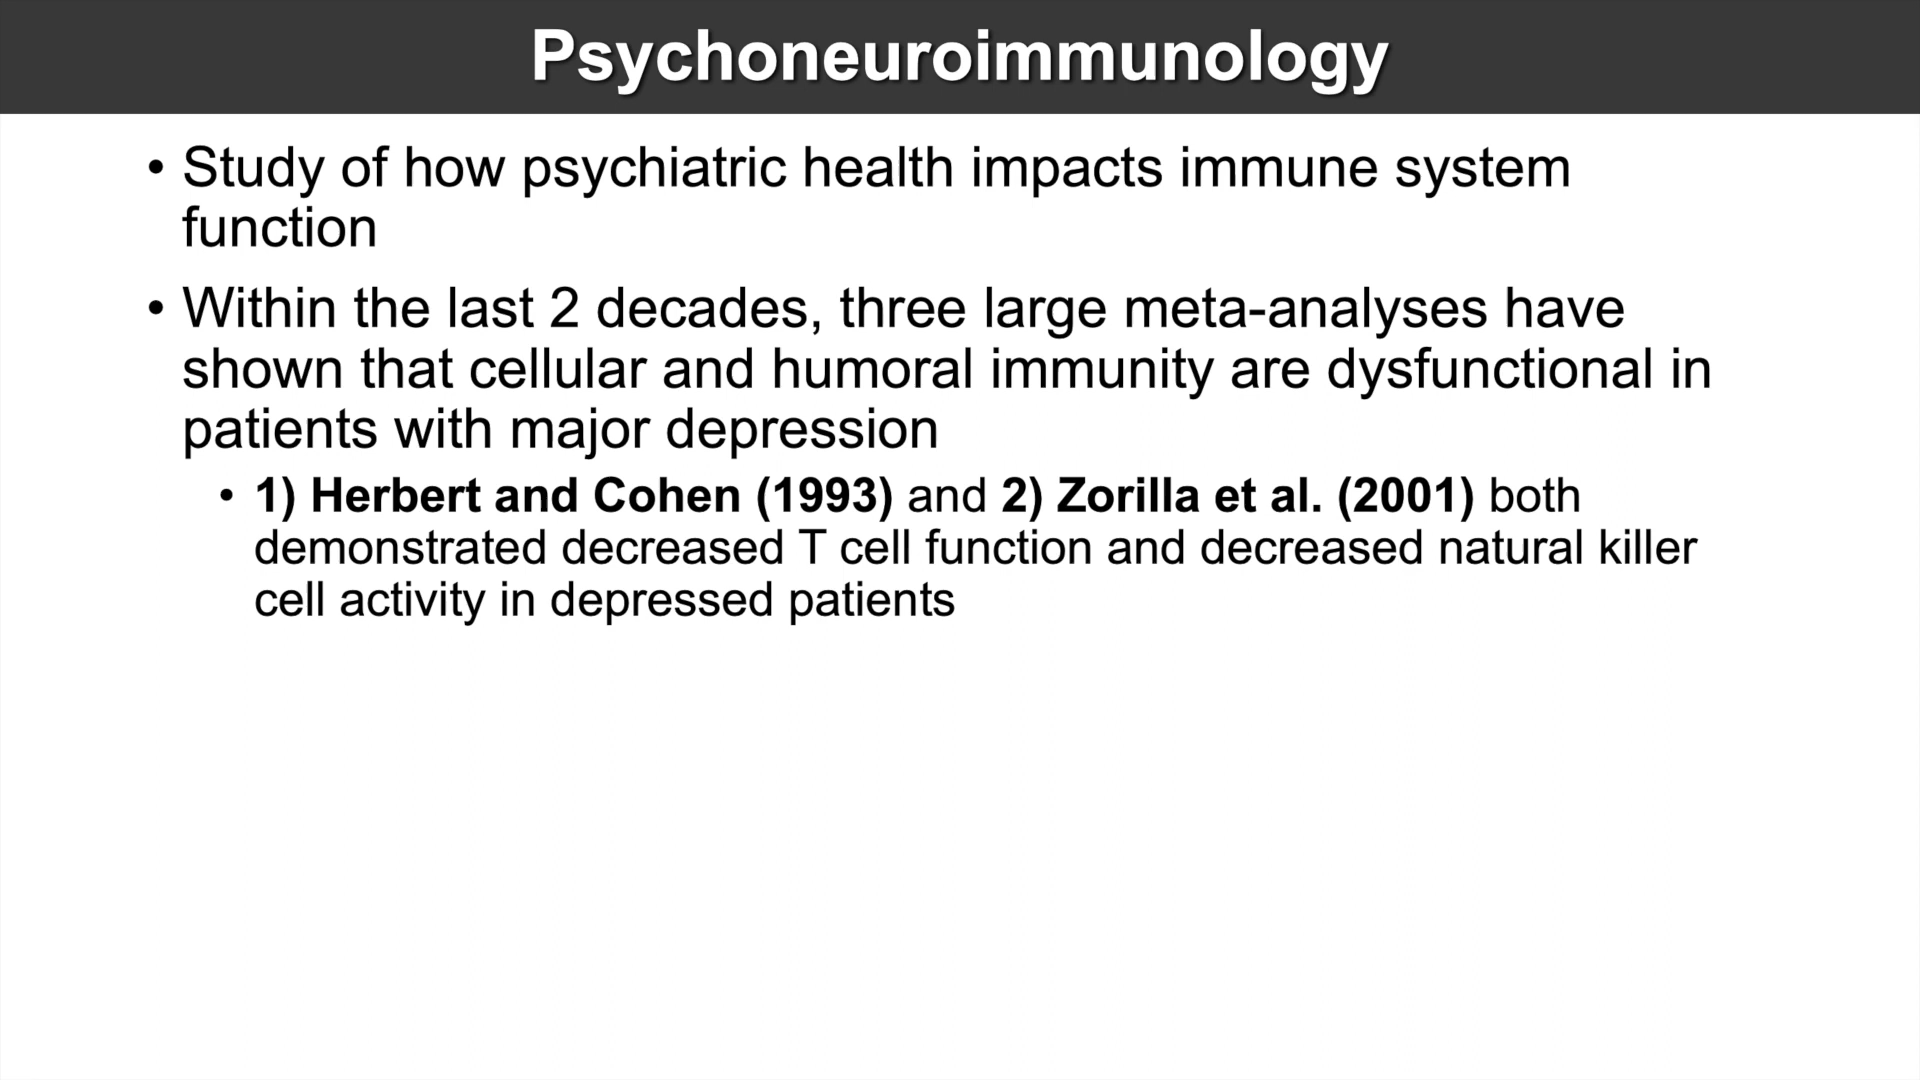 Psychoneuroimmunology
• Study of how psychiatric health impacts immune system
function
• Within the last 2 decades, three large meta-analyses have
shown that cellular and humoral immunity are dysfunctional in
patients with major depression
• 1) Herbert and Cohen (1993) and 2) Zorilla et al. (2001) both
demonstrated decreased T cell function and decreased natural killer
cell activity in depressed patients